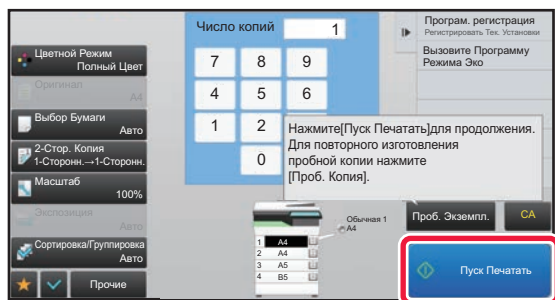 Число копий 1
Програм. регистрация
Регистрировать Тек. Установки
Вызовите Программу
Режима Эко
Цветной Режим
Полный Цвет
Оригинал
A4
Выбор Бумаги
Авто
2-Стор. Копия
1-Сторонн.→1-Сторонн.
Масштаб
100%
Экспозиция
Авто
Сортировка/Группировка
Авто
Прочие
7 8 9
4 5 6
1 2
0
Нажмите[Пуск Печатать]для продолжения.
Для повторного изготовления
пробной копии нажмите
[Проб. Копия].
Обычная 1
A4
1 A4
2 A4
3 A5
4 B5
Проб. Экземпл.
CA
Пуск Печатать